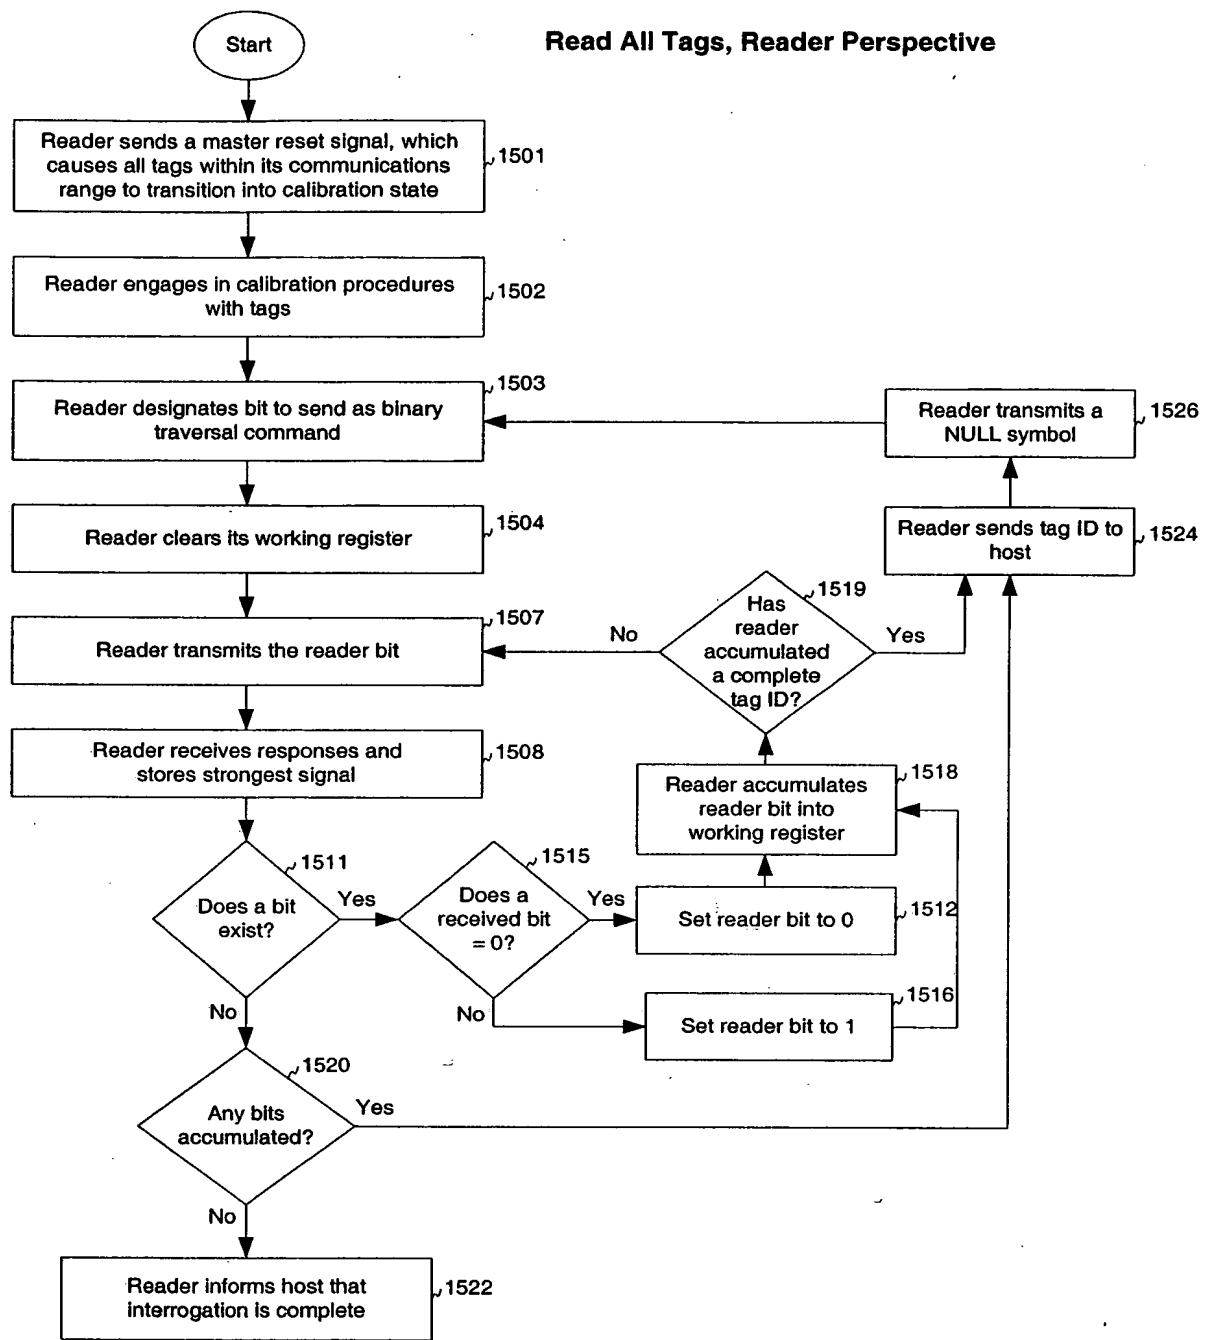 Start
Read All Tags, Reader Perspective
Reader sends a master reset signal, which
causes all tags within its communications
range to transition into calibration state
1501
Reader engages in calibration procedures
with tags
1502
Reader designates bit to send as binary
traversal command
1503
Reader transmits a
NULL symbol
1526
Reader clears its working register
1504
Reader sends tag ID to
host
1524
Reader transmits the reader bit
1507
No
Has
reader
accumulated
a complete
tag ID?
1519
Yes
Reader receives responses and
stores strongest signal
1508
Reader accumulates
reader bit into
working register
1518
Does a bit
exist?
1511
Yes
Does a
received bit
= 0?
1515
Yes
Set reader bit to 0
1512
No
No
Set reader bit to 1
1516
Any bits
accumulated?
1520
Yes
No
Reader informs host that
interrogation is complete
1522